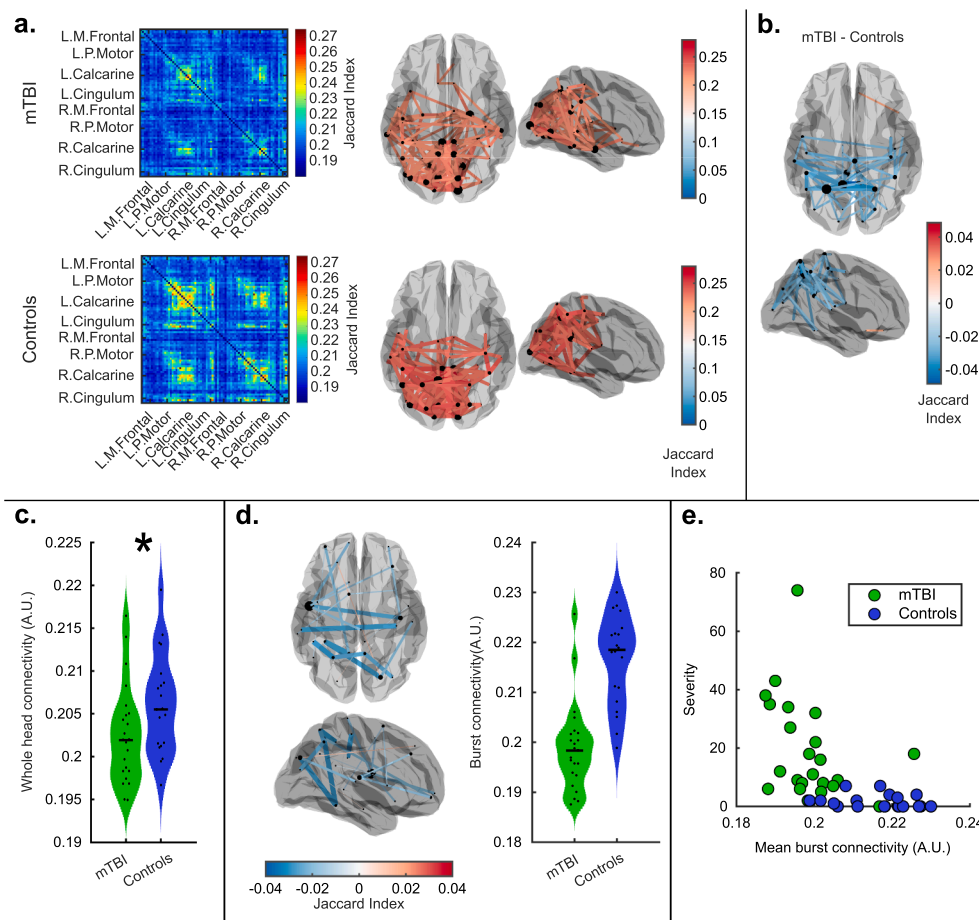 a.
mTBI
L.M.Frontal
L.P.Motor
L.Calcarine
L.Cingulum
R.M.Frontal
R.P.Motor
R.Calcarine
R.Cingulum
L.M.Frontal
L.P.Motor
L.Calcarine
L.Cingulum
R.M.Frontal
R.P.Motor
R.Calcarine
R.Cingulum
0.27
0.26
0.25
0.24
0.23
0.22
0.21
0.20
0.19
Jaccard Index
0.25
0.2
0.15
0.1
0.05
0
Controls
L.M.Frontal
L.P.Motor
L.Calcarine
L.Cingulum
R.M.Frontal
R.P.Motor
R.Calcarine
R.Cingulum
L.M.Frontal
L.P.Motor
L.Calcarine
L.Cingulum
R.M.Frontal
R.P.Motor
R.Calcarine
R.Cingulum
0.27
0.26
0.25
0.24
0.23
0.22
0.21
0.20
0.19
Jaccard Index
0.25
0.2
0.15
0.1
0.05
0
Jaccard
Index
b.
mTBI - Controls
0.04
0.02
0
-0.02
-0.04
Jaccard
Index
c.
*
Whole head connectivity (A.U.)
0.225
0.22
0.215
0.21
0.205
0.2
0.195
0.19
mTBI
Controls
d.
-0.04
-0.02
0
0.02
0.04
Jaccard Index
Burst connectivity(A.U.)
0.24
0.23
0.22
0.21
0.2
0.19
0.18
mTBI
Controls
e.
Severity
80
60
40
20
0
mTBI
Controls
0.18
0.2
0.22
0.24
Mean burst connectivity (A.U.)